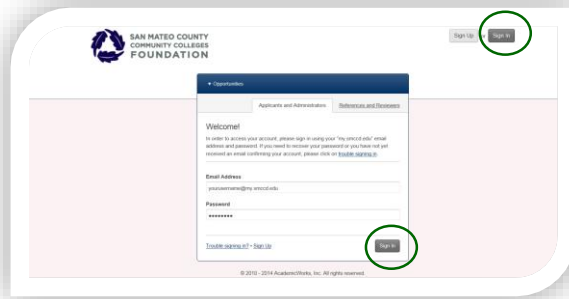 SAN MATEO COUNTY
COMMUNITY COLLEGES
FOUNDATION
Sign Up or Sign In
▾ Opportunities
Applicants and Administrators References and Reviewers
Welcome!
In order to access your account, please sign in using your "my.smccd.edu" email
address and password. If you need to recover your password or you have not yet
received an email confirming your account, please click on trouble signing in.
Email Address
yourusername@my.smccd.edu
Password
••••••••
Trouble signing in? • Sign Up
Sign In
© 2010 - 2014 AcademicWorks, Inc. All rights reserved.